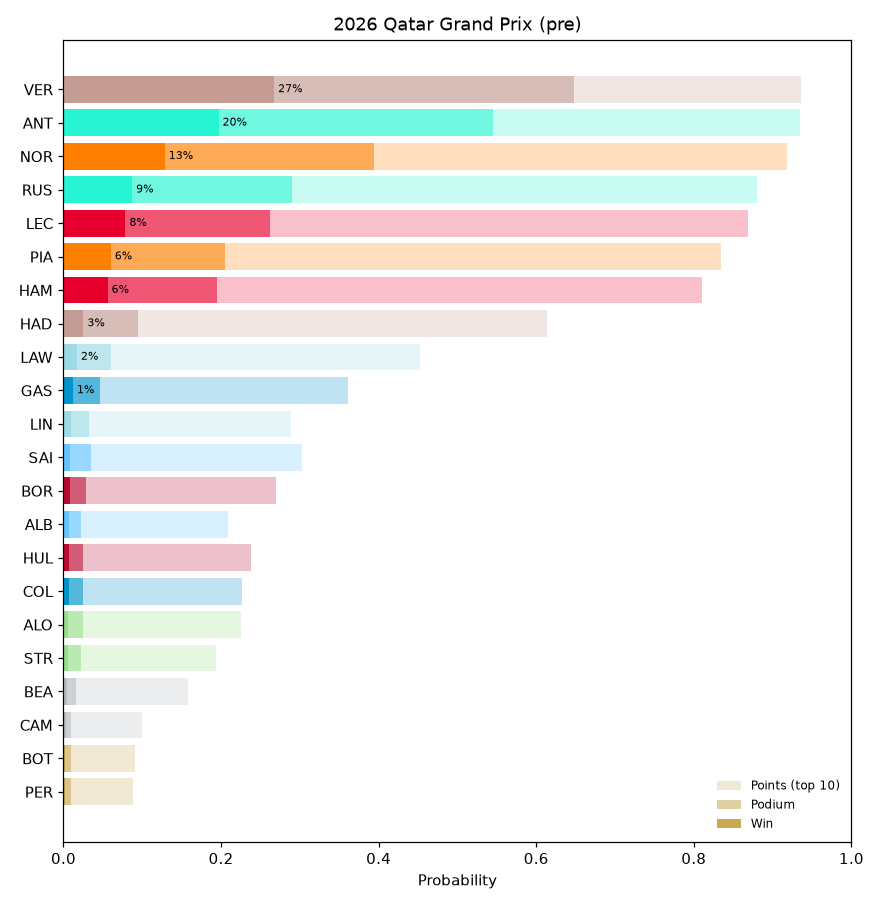 2026 Qatar Grand Prix (pre)
VER 27%
ANT 20%
NOR 13%
RUS 9%
LEC 8%
PIA 6%
HAM 6%
HAD 3%
LAW 2%
GAS 1%
LIN
SAI
BOR
ALB
HUL
COL
ALO
STR
BEA
CAM
BOT
PER
Points (top 10)
Podium
Win
0.0 0.2 0.4 0.6 0.8 1.0
Probability